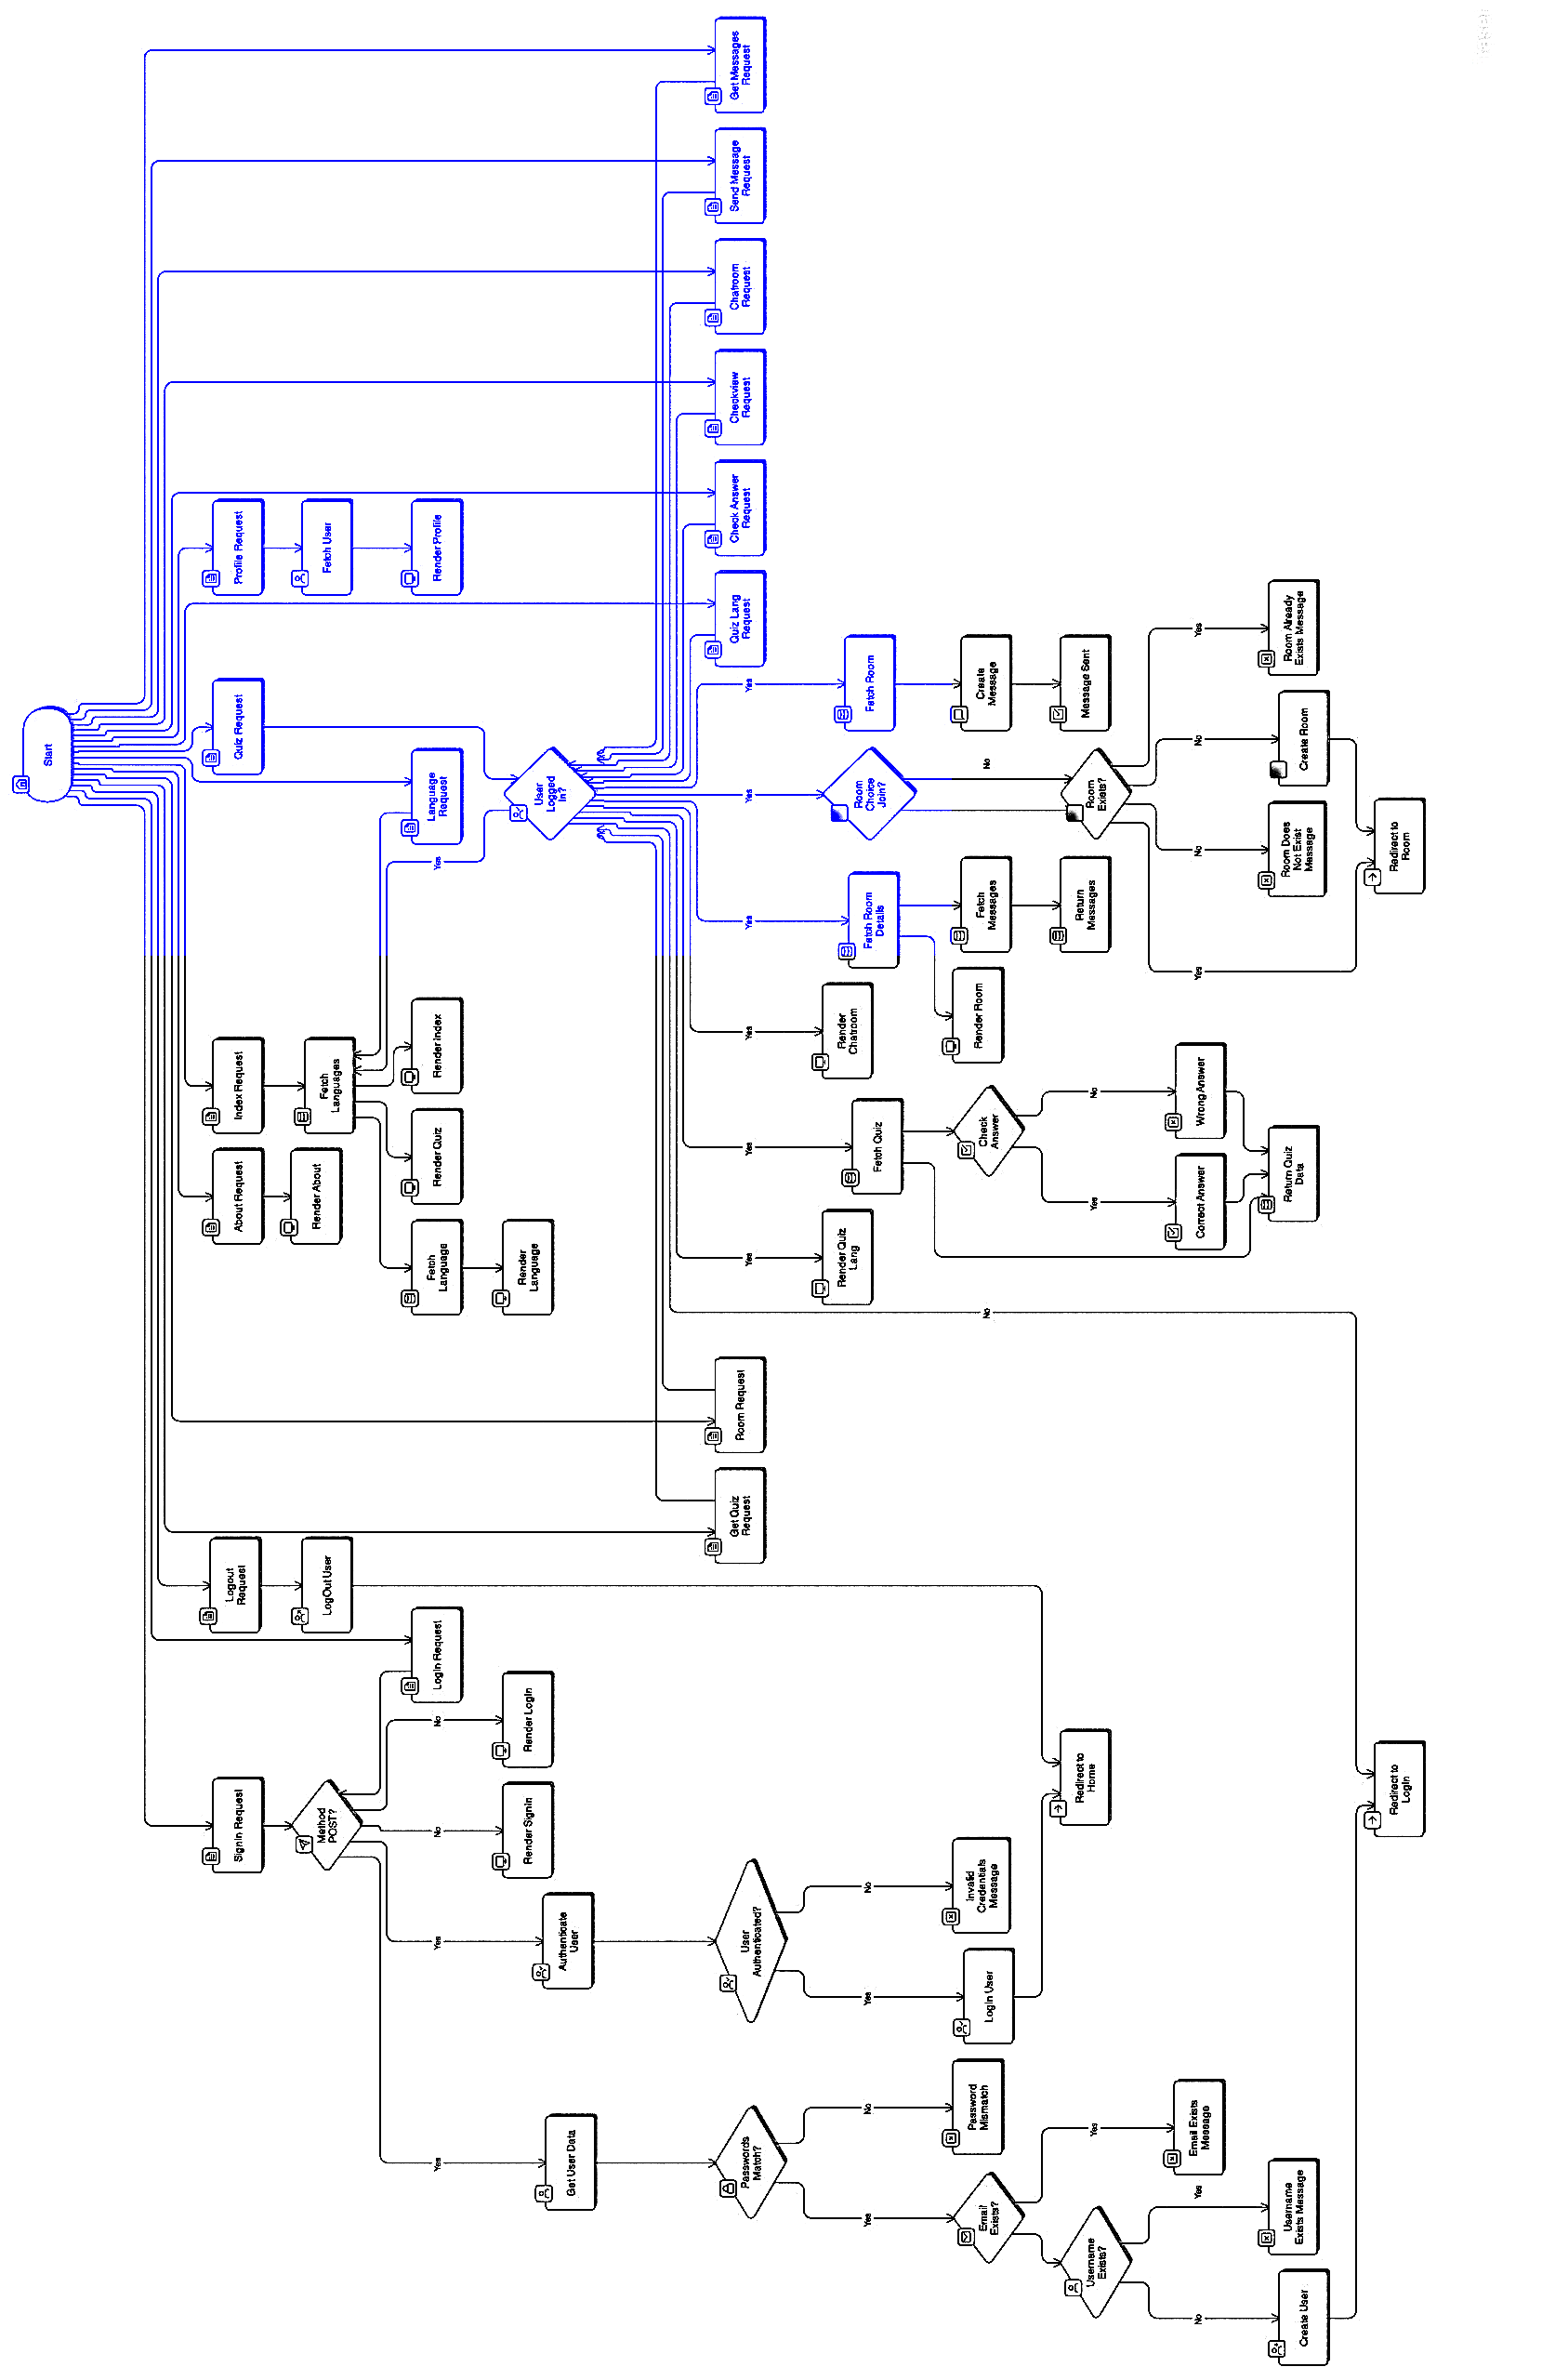 Start
Get Messages
Request
Send Message
Request
Chatroom
Request
Checkview
Request
Check Answer
Request
Quiz Lang
Request
Profile Request
Fetch User
Render Profile
Quiz Request
Language
Request
Index Request
Fetch
Languages
Render Index
Render Quiz
Fetch
Language
Render
Language
About Request
Render About
User
Logged
In?
Yes
Room Request
Get Quiz
Request
Logout
Request
LogOut User
Login Request
Signin Request
Method
POST?
No
Render Login
No
Render Signin
Yes
Authenticate
User
Yes
Get User Data
Yes
Fetch Room
Create
Message
Message Sent
Yes
Room
Choice
Join?
No
Room
Exists?
Yes
Room Already
Exists Message
No
Create Room
No
Room Does
Not Exist
Message
Yes
Redirect to
Room
Yes
Fetch Room
Details
Fetch
Messages
Return
Messages
Render Room
Yes
Render
Chatroom
Yes
Fetch Quiz
Check
Answer
No
Wrong Answer
Yes
Correct Answer
Return Quiz
Data
Yes
Render Quiz
Lang
No
Redirect to
Login
User
Authenticated?
No
Invalid
Credentials
Message
Yes
Login User
Redirect to
Home
Passwords
Match?
No
Password
Mismatch
Yes
Email
Exists?
Yes
Email Exists
Message
Username
Exists?
Yes
Username
Exists Message
No
Create User